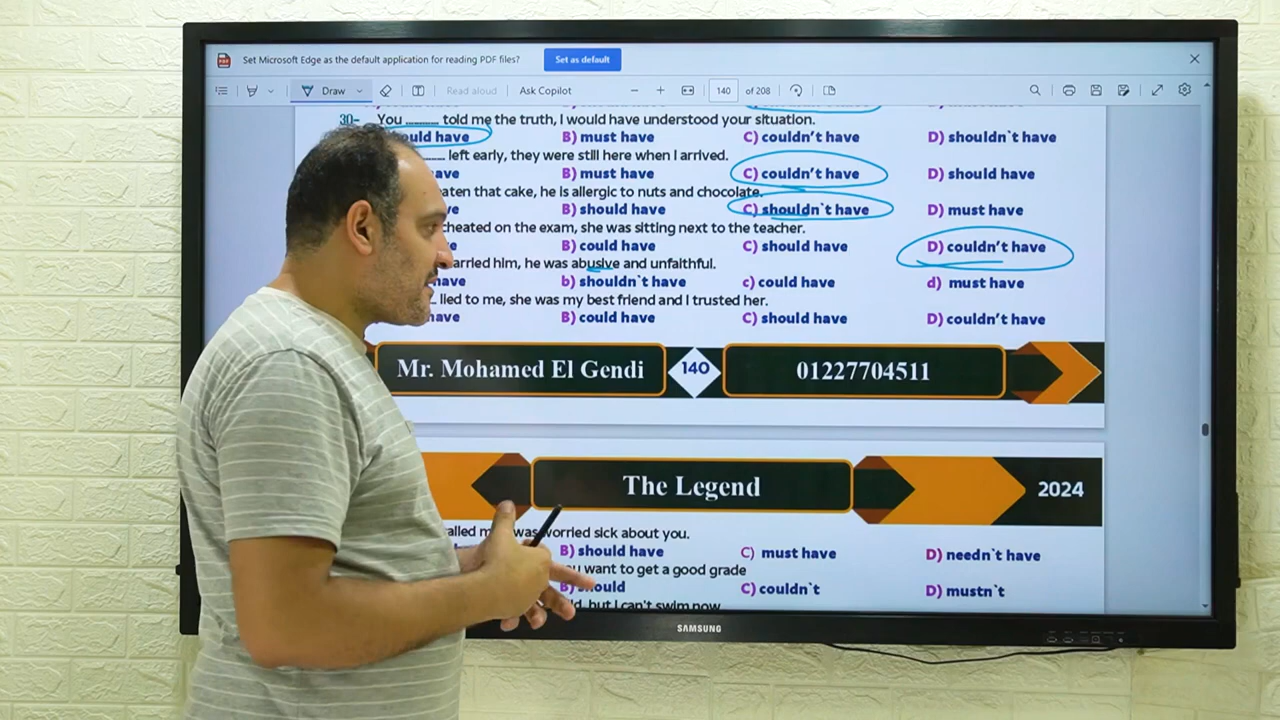 Set Microsoft Edge as the default application for reading PDF files? Set as default
Draw Read aloud Ask Copilot 140 of 208
30- You ........... told me the truth, I would have understood your situation.
ould have B) must have C) couldn't have D) shouldn`t have
left early, they were still here when I arrived.
ave B) must have C) couldn't have D) should have
aten that cake, he is allergic to nuts and chocolate.
B) should have C) shouldn`t have D) must have
cheated on the exam, she was sitting next to the teacher.
B) could have C) should have D) couldn't have
arried him, he was abusive and unfaithful.
have b) shouldn`t have c) could have d) must have
lied to me, she was my best friend and I trusted her.
have B) could have C) should have D) couldn't have
Mr. Mohamed El Gendi 140 01227704511
The Legend 2024
alled m was worried sick about you.
B) should have C) must have D) needn`t have
want to get a good grade
B) should C) couldn`t D) mustn`t
but I can't swim now
SAMSUNG